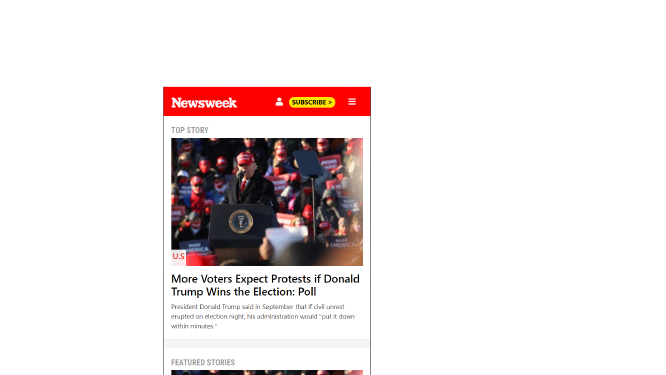 Newsweek
SUBSCRIBE >
TOP STORY
U.S
More Voters Expect Protests if Donald
Trump Wins the Election: Poll
President Donald Trump said in September that if civil unrest
erupted on election night, his administration would "put it down
within minutes."
FEATURED STORIES